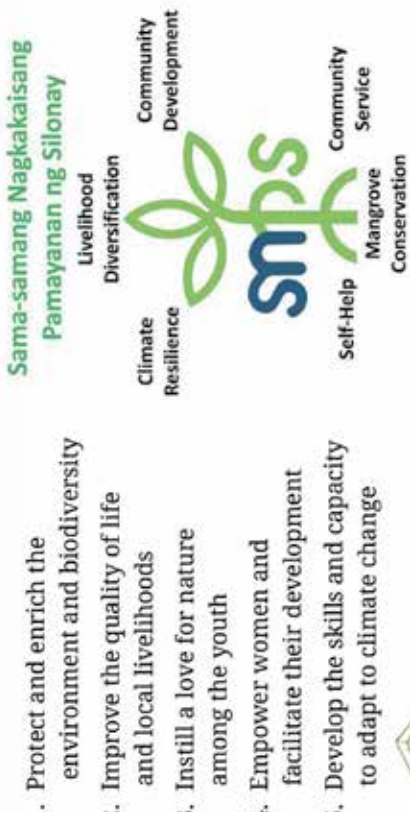 . Protect and enrich the
environment and biodiversity
. Improve the quality of life
and local livelihoods
. Instill a love for nature
among the youth
. Empower women and
facilitate their development
. Develop the skills and capacity
to adapt to climate change
Sama-samang Nagkakaisang
Pamayanan ng Silonay
Livelihood
Diversification
Climate
Resilience
Community
Development
snps
Self-Help
Mangrove
Conservation
Community
Service